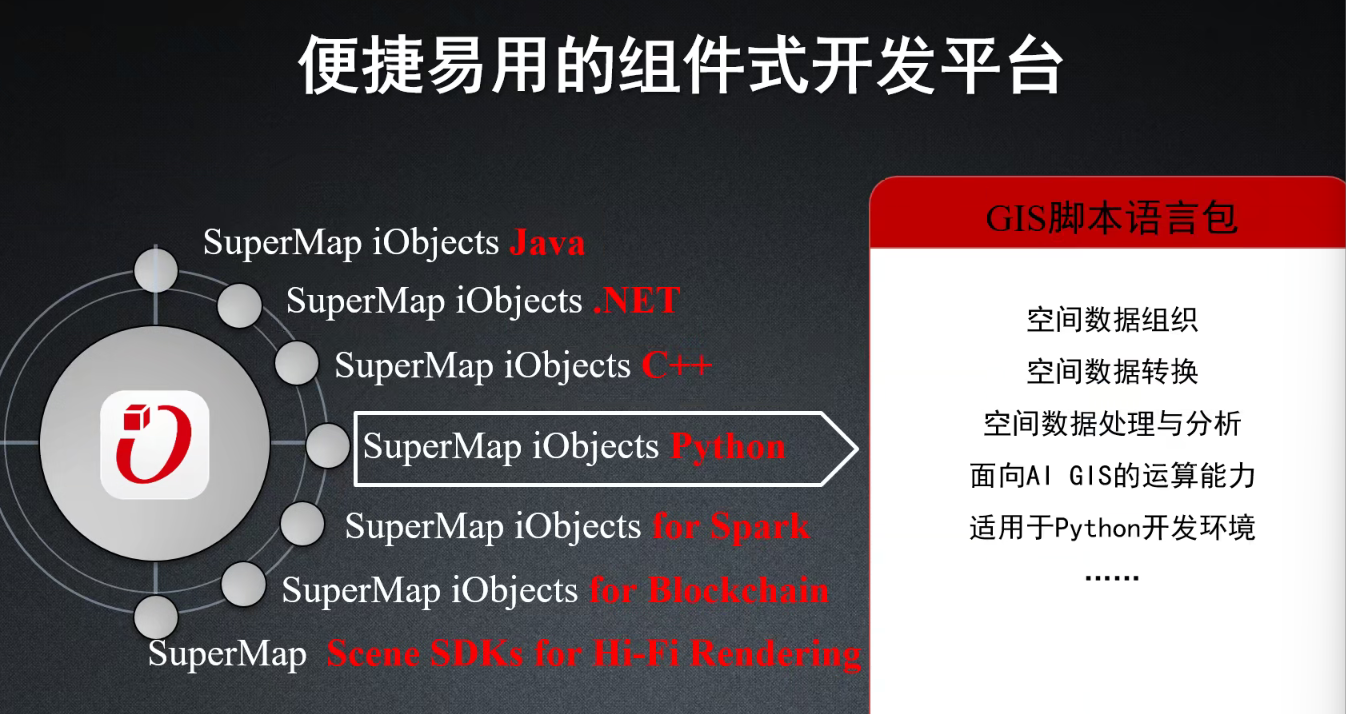 便捷易用的组件式开发平台
SuperMap iObjects Java
SuperMap iObjects .NET
SuperMap iObjects C++
SuperMap iObjects Python
SuperMap iObjects for Spark
SuperMap iObjects for Blockchain
SuperMap Scene SDKs for Hi-Fi Rendering
GIS脚本语言包
空间数据组织
空间数据转换
空间数据处理与分析
面向AI GIS的运算能力
适用于Python开发环境
......